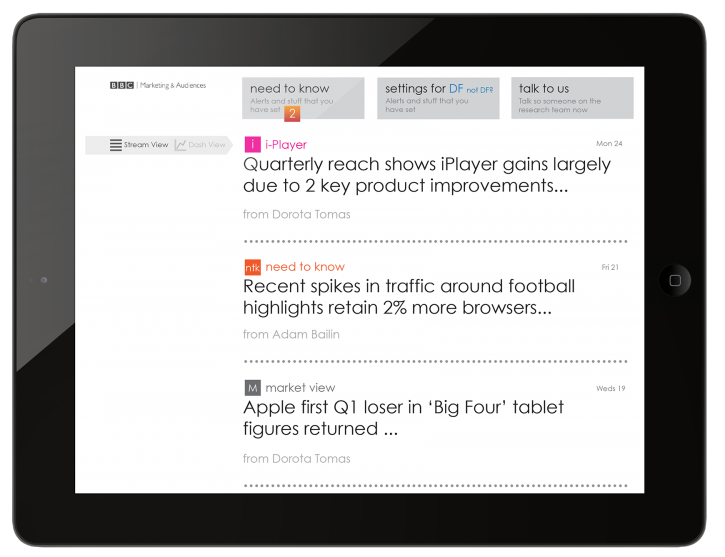 BBC | Marketing & Audiences
need to know
Alerts and stuff that you
have set
2
settings for DF not DF?
Alerts and stuff that you
have set
talk to us
Talk so someone on the
research team now
Stream View Dash View
i i-Player Mon 24
Quarterly reach shows iPlayer gains largely
due to 2 key product improvements...
from Dorota Tomas
ntk need to know Fri 21
Recent spikes in traffic around football
highlights retain 2% more browsers...
from Adam Bailin
M market view Weds 19
Apple first Q1 loser in ‘Big Four’ tablet
figures returned ...
from Dorota Tomas